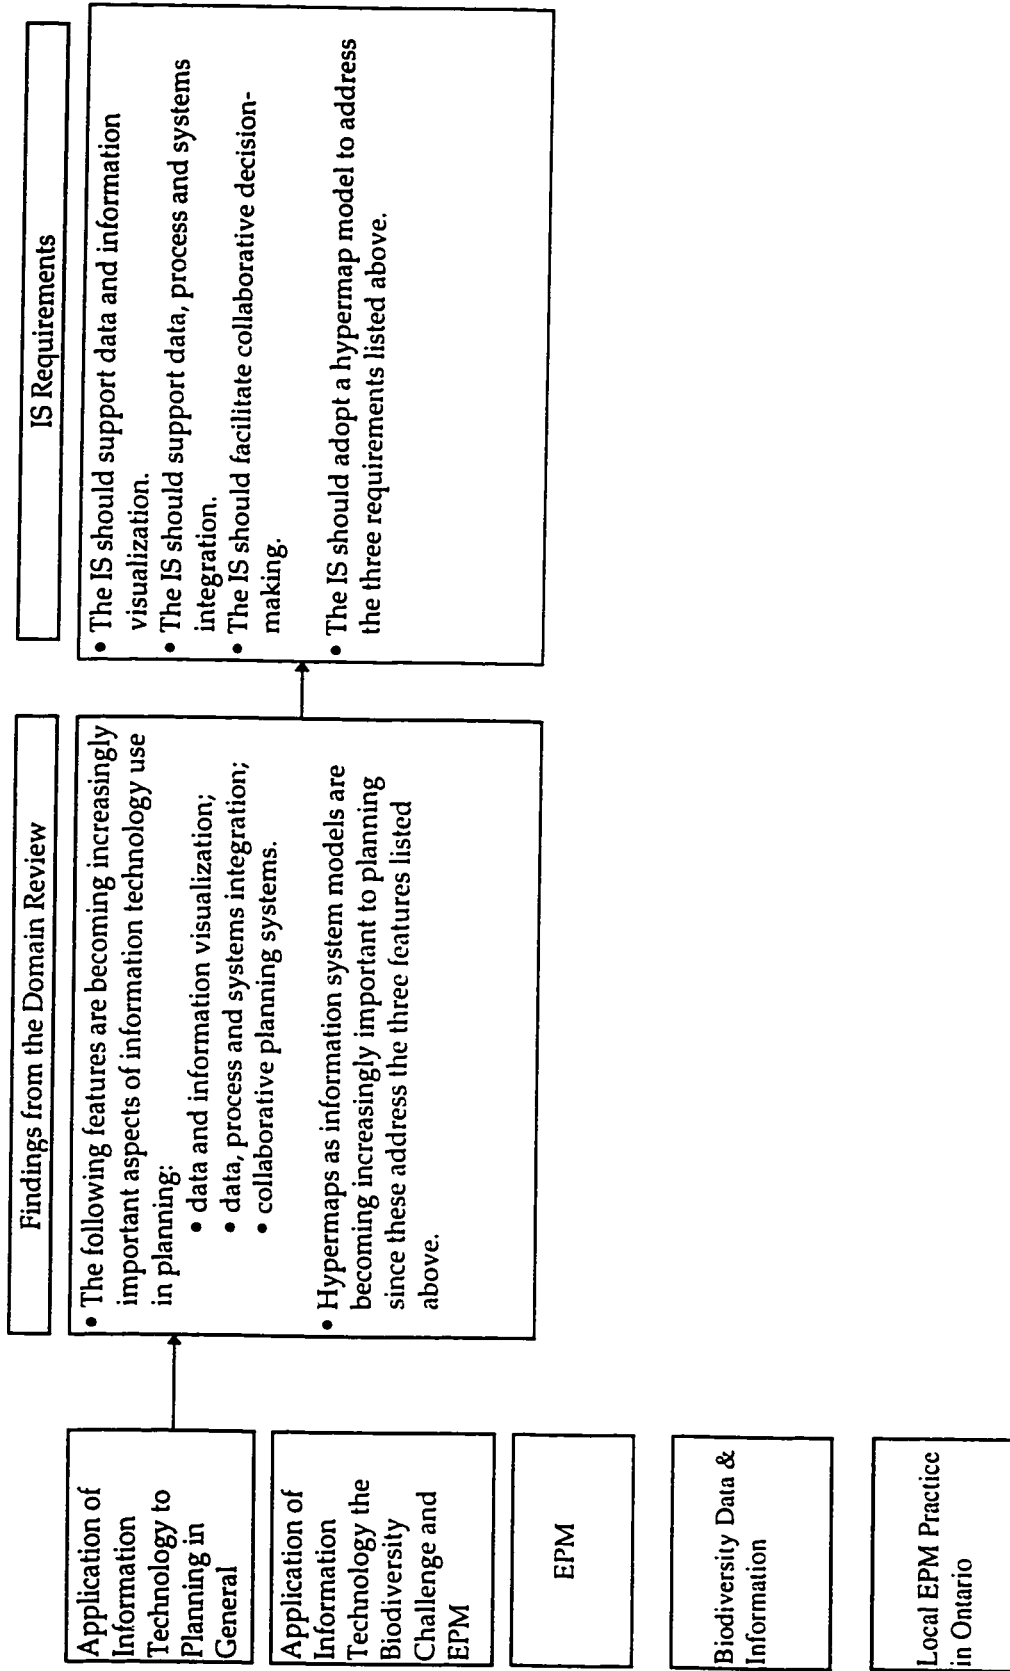 Findings from the Domain Review
IS Requirements
Application of
Information
Technology to
Planning in
General
• The following features are becoming increasingly
important aspects of information technology use
in planning:
• data and information visualization;
• data, process and systems integration;
• collaborative planning systems.
• Hypermaps as information system models are
becoming increasingly important to planning
since these address the three features listed
above.
• The IS should support data and information
visualization.
• The IS should support data, process and systems
integration.
• The IS should facilitate collaborative decision-
making.
• The IS should adopt a hypermap model to address
the three requirements listed above.
Application of
Information
Technology the
Biodiversity
Challenge and
EPM
EPM
Biodiversity Data &
Information
Local EPM Practice
in Ontario